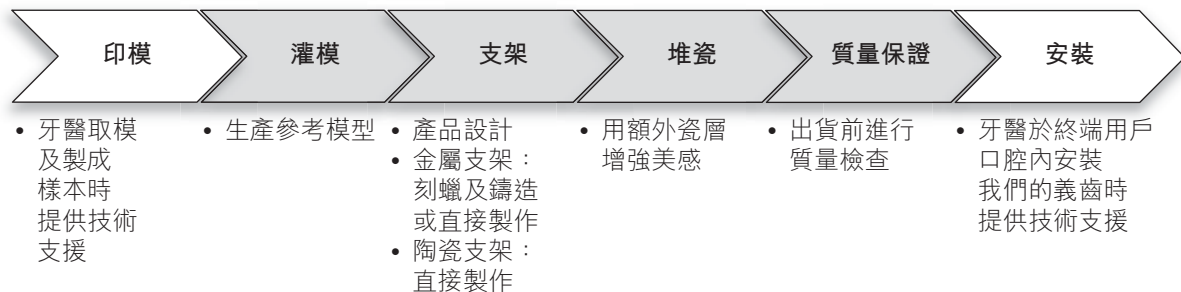 印模
灌模
支架
堆瓷
質量保證
安裝
• 牙醫取模
及製成
樣本時
提供技術
支援
• 生產參考模型
• 產品設計
• 金屬支架：
刻蠟及鑄造
或直接製作
• 陶瓷支架：
直接製作
• 用額外瓷層
增強美感
• 出貨前進行
質量檢查
• 牙醫於終端用戶
口腔內安裝
我們的義齒時
提供技術支援